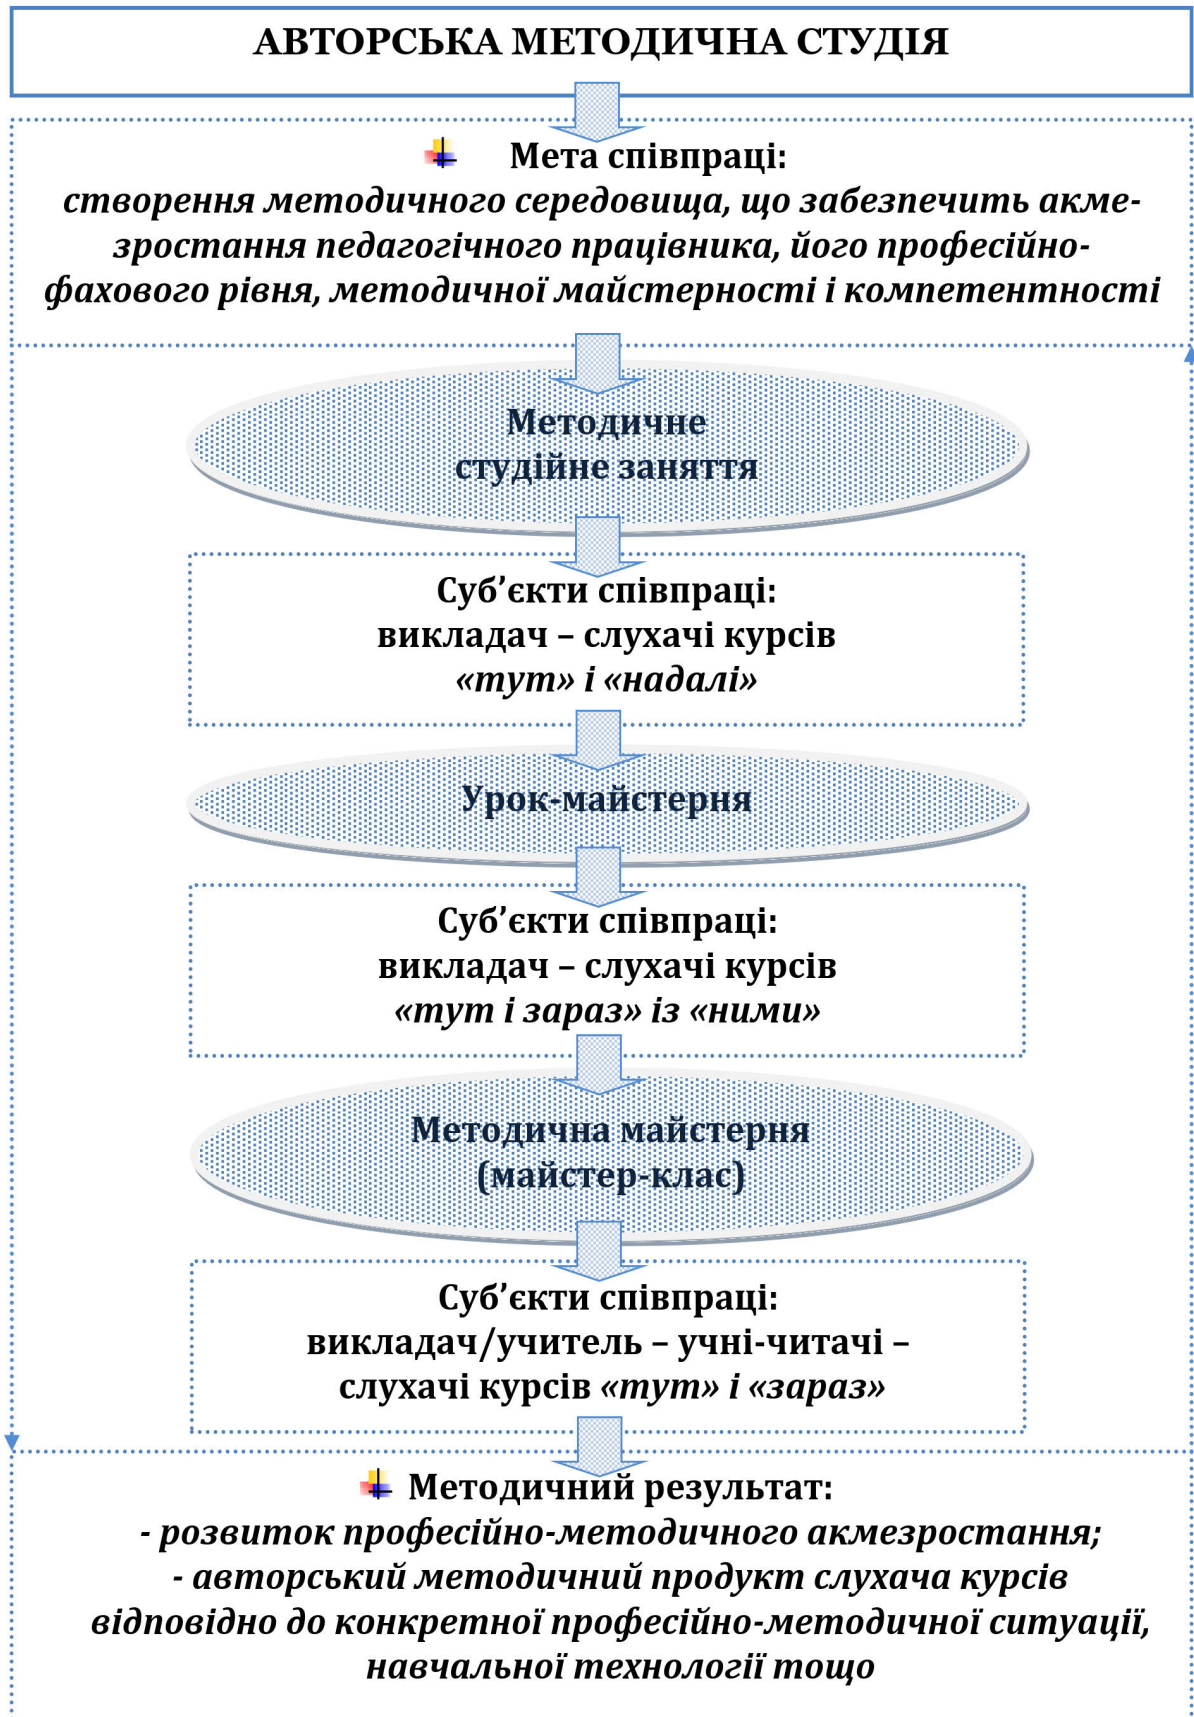 АВТОРСЬКА МЕТОДИЧНА СТУДІЯ
Мета співпраці:
створення методичного середовища, що забезпечить акме-
зростання педагогічного працівника, його професійно-
фахового рівня, методичної майстерності і компетентності
Методичне
студійне заняття
Суб’єкти співпраці:
викладач – слухачі курсів
«тут» і «надалі»
Урок-майстерня
Суб’єкти співпраці:
викладач – слухачі курсів
«тут і зараз» із «ними»
Методична майстерня
(майстер-клас)
Суб’єкти співпраці:
викладач/учитель – учні-читачі –
слухачі курсів «тут» і «зараз»
Методичний результат:
- розвиток професійно-методичного акмезростання;
- авторський методичний продукт слухача курсів
відповідно до конкретної професійно-методичної ситуації,
навчальної технології тощо